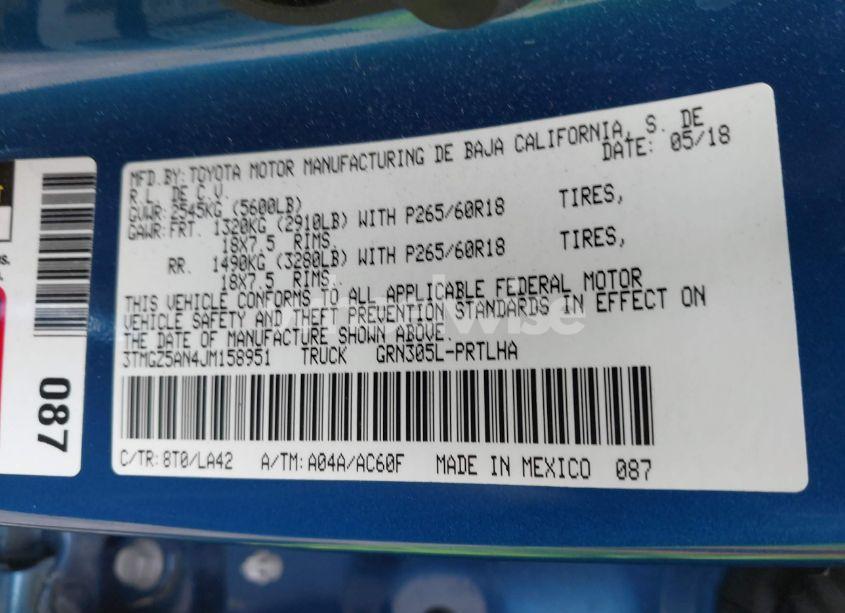 MFD.BY: TOYOTA MOTOR MANUFACTURING DE BAJA CALIFORNIA, S. DE
R.L. DE C.V. DATE: 05/18
GVWR: 2545KG (5600LB)
GAWR: FRT. 1320KG (2910LB) WITH P265/60R18 TIRES,
18X7.5 RIMS.
RR. 1490KG (3280LB) WITH P265/60R18 TIRES,
18X7.5 RIMS.
THIS VEHICLE CONFORMS TO ALL APPLICABLE FEDERAL MOTOR
VEHICLE SAFETY AND THEFT PREVENTION STANDARDS IN EFFECT ON
THE DATE OF MANUFACTURE SHOWN ABOVE.
3TMGZ5AN4JM158951 TRUCK GRN305L-PRTLHA
C/TR: 8T0/LA42 A/TM: A04A/AC60F MADE IN MEXICO 087
087